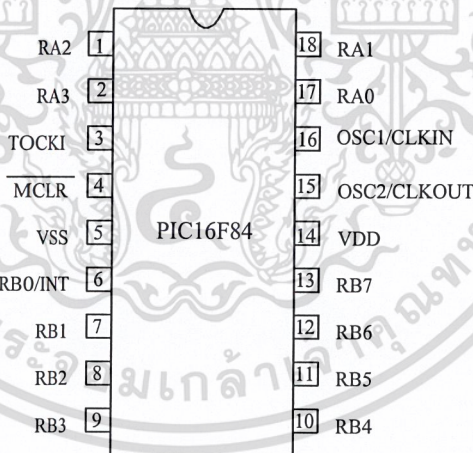 RA2 1 18 RA1
RA3 2 17 RA0
TOCKI 3 16 OSC1/CLKIN
MCLR 4 15 OSC2/CLKOUT
VSS 5 PIC16F84 14 VDD
RB0/INT 6 13 RB7
RB1 7 12 RB6
RB2 8 11 RB5
RB3 9 10 RB4